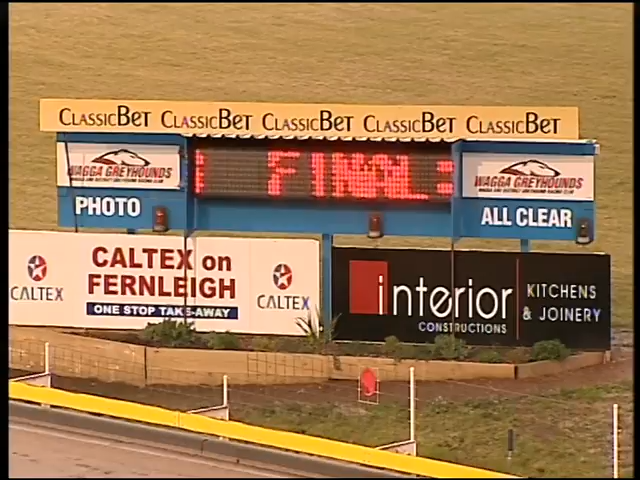 CLASSICBET CLASSICBET CLASSICBET CLASSICBET CLASSICBET
: FINAL :
WAGGA GREYHOUNDS
WAGGA GREYHOUNDS
PHOTO
ALL CLEAR
CALTEX
CALTEX on
FERNLEIGH
ONE STOP TAKE-AWAY
CALTEX
interior
CONSTRUCTIONS
KITCHENS
& JOINERY